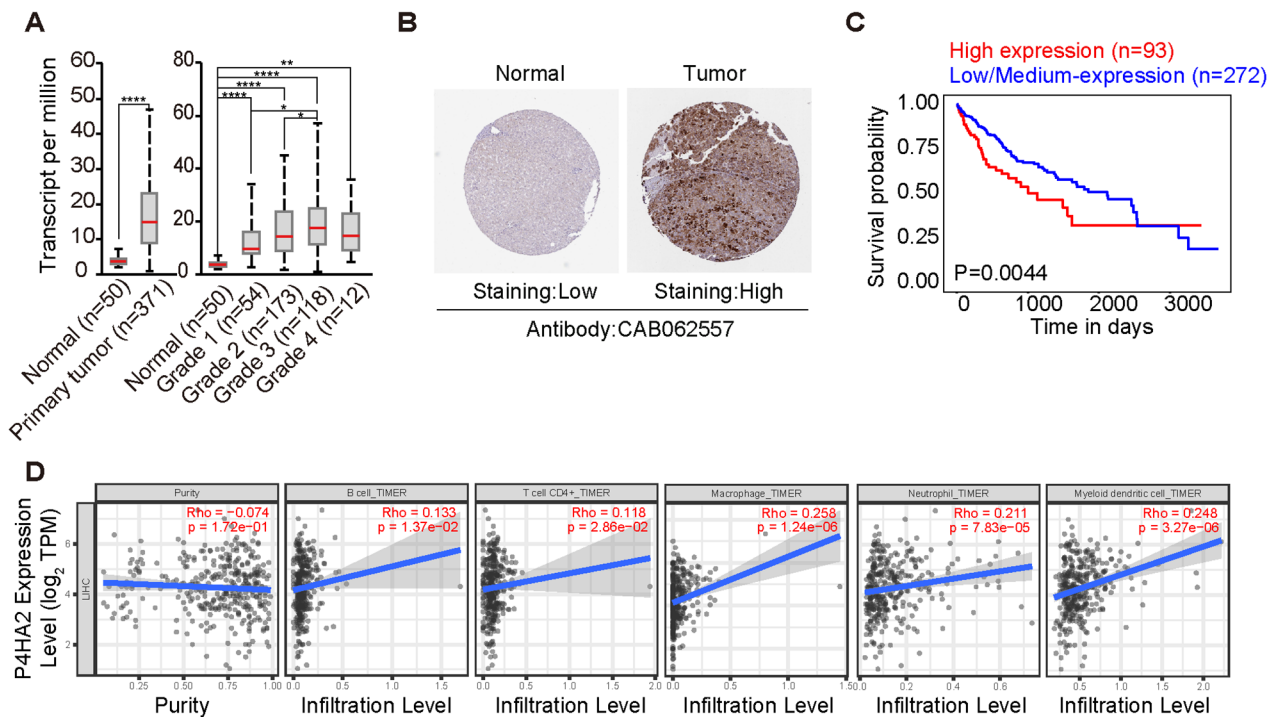 A
Transcript per million
60
50
40
30
20
10
0
****
Normal (n=50)
Primary tumor (n=371)
80
60
40
20
0
**
****
****
****
*
*
Normal (n=50)
Grade 1 (n=54)
Grade 2 (n=173)
Grade 3 (n=118)
Grade 4 (n=12)
B
Normal
Tumor
Staining:Low
Staining:High
Antibody:CAB062557
C
High expression (n=93)
Low/Medium-expression (n=272)
Survival probability
1.00
0.75
0.50
0.25
0.00
P=0.0044
0 1000 2000 3000
Time in days
D
P4HA2 Expression
Level (log2 TPM)
LIHC
6
4
2
Purity
Rho = −0.074
p = 1.72e−01
0.25 0.50 0.75 1.00
Purity
B cell_TIMER
Rho = 0.133
p = 1.37e−02
0.0 0.5 1.0 1.5
Infiltration Level
T cell CD4+_TIMER
Rho = 0.118
p = 2.86e−02
0.0 0.5 1.0 1.5 2.0
Infiltration Level
Macrophage_TIMER
Rho = 0.258
p = 1.24e−06
0.0 0.5 1.0 1.5
Infiltration Level
Neutrophil_TIMER
Rho = 0.211
p = 7.83e−05
0.0 0.2 0.4 0.6
Infiltration Level
Myeloid dendritic cell_TIMER
Rho = 0.248
p = 3.27e−06
0.5 1.0 1.5 2.0
Infiltration Level